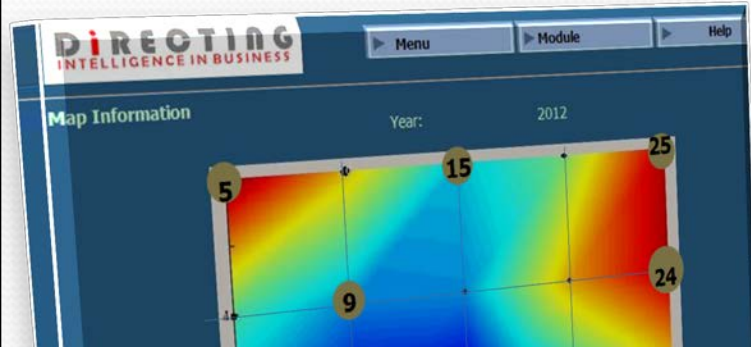 DiRECTING
INTELLIGENCE IN BUSINESS
Menu
Module
Help
Map Information
Year:
2012
5
15
25
9
24